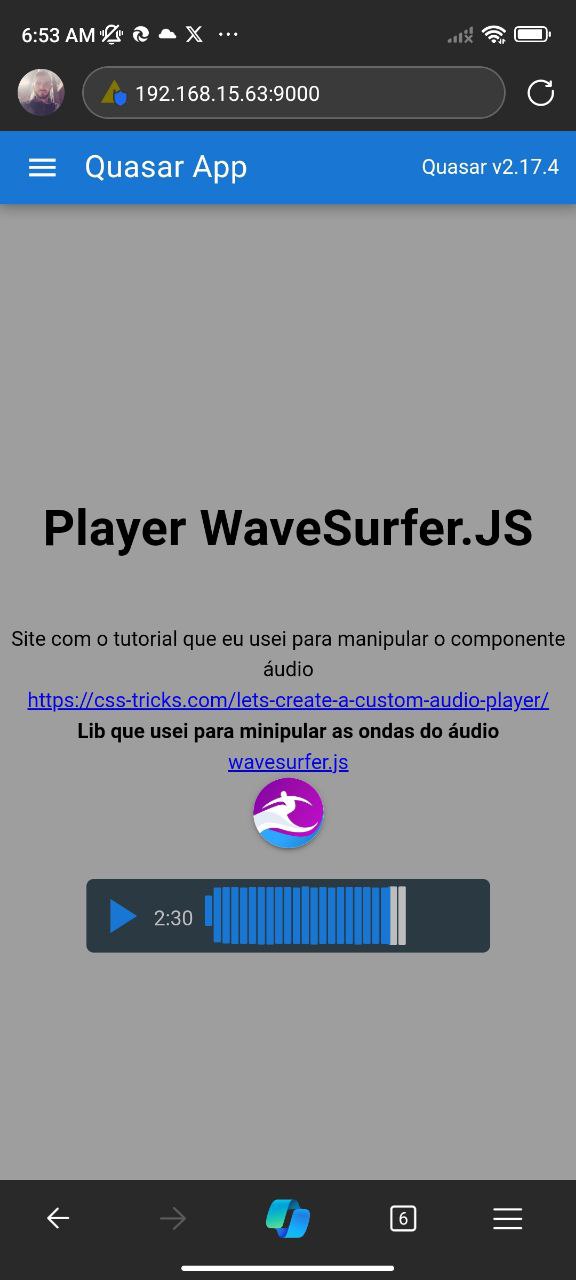 6:53 AM
192.168.15.63:9000
Quasar App
Quasar v2.17.4
Player WaveSurfer.JS
Site com o tutorial que eu usei para manipular o componente
áudio
https://css-tricks.com/lets-create-a-custom-audio-player/
Lib que usei para minipular as ondas do áudio
wavesurfer.js
2:30
6